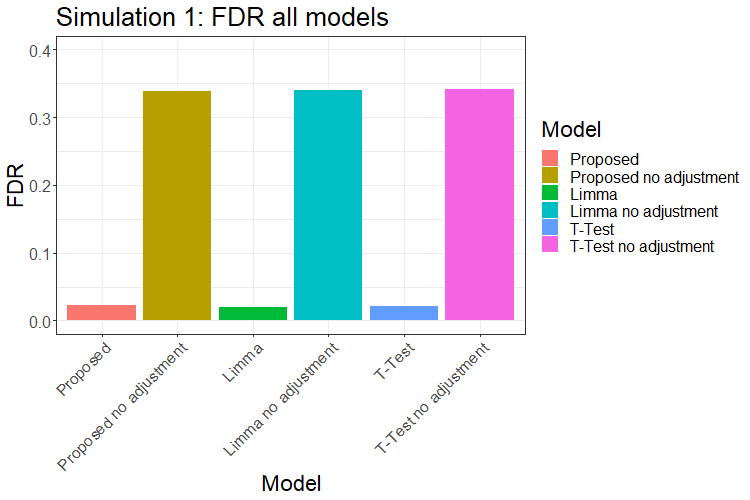 Simulation 1: FDR all models
FDR
0.4
0.3
0.2
0.1
0.0
Proposed
Proposed no adjustment
Limma
Limma no adjustment
T-Test
T-Test no adjustment
Model
Model
Proposed
Proposed no adjustment
Limma
Limma no adjustment
T-Test
T-Test no adjustment